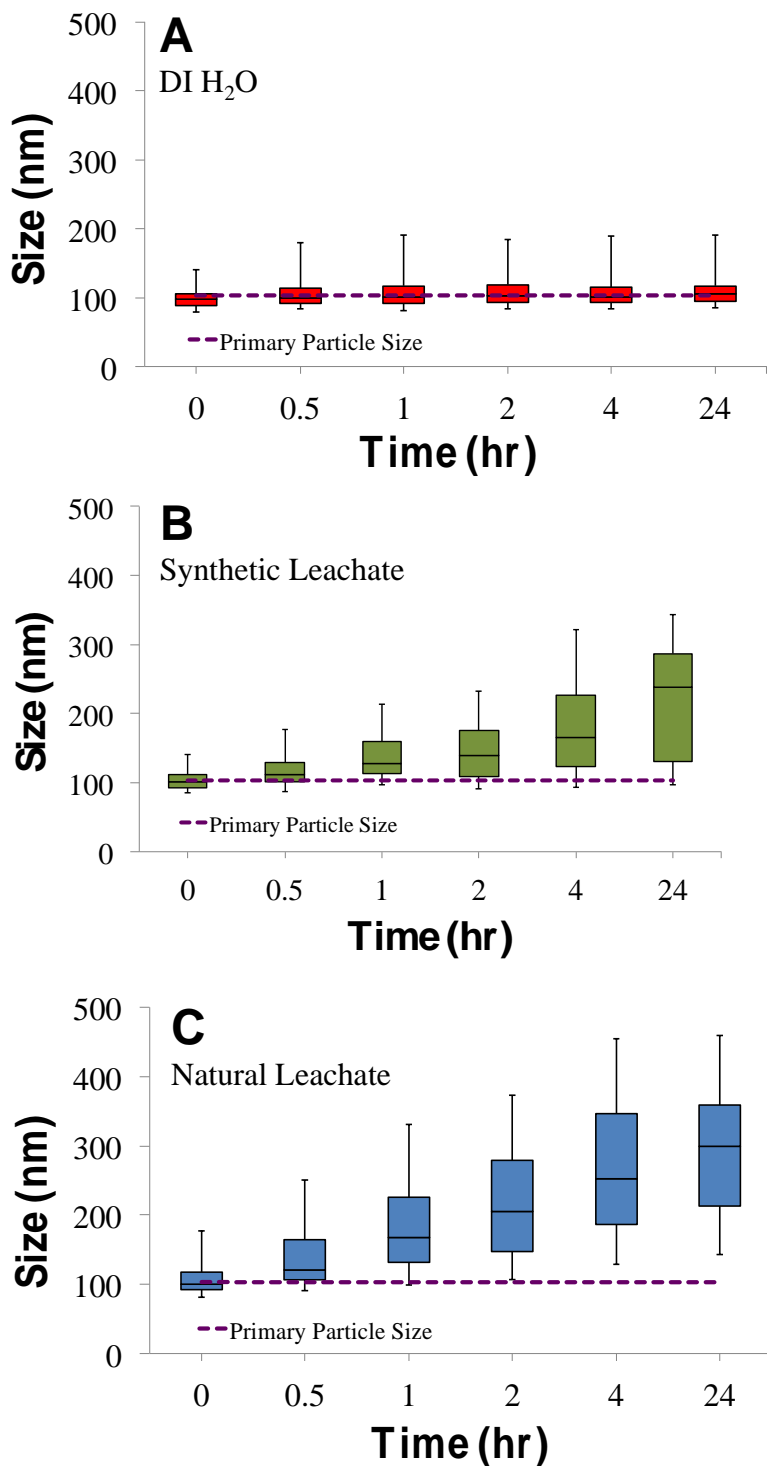 A
DI H₂O
500
400
300
200
100
0
Size (nm)
Primary Particle Size
0 0.5 1 2 4 24
Time (hr)
B
Synthetic Leachate
500
400
300
200
100
0
Size (nm)
Primary Particle Size
0 0.5 1 2 4 24
Time (hr)
C
Natural Leachate
500
400
300
200
100
0
Size (nm)
Primary Particle Size
0 0.5 1 2 4 24
Time (hr)